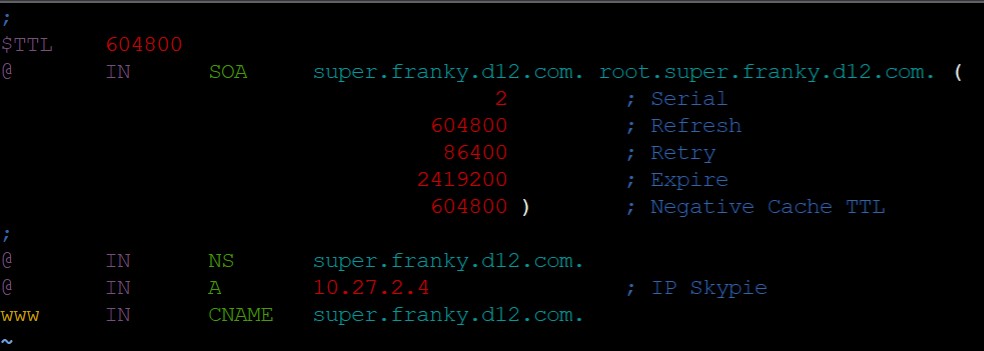 ;
$TTL    604800
@       IN      SOA     super.franky.d12.com. root.super.franky.d12.com. (
                              2         ; Serial
                         604800         ; Refresh
                          86400         ; Retry
                        2419200         ; Expire
                         604800 )       ; Negative Cache TTL
;
@       IN      NS      super.franky.d12.com.
@       IN      A       10.27.2.4               ; IP Skypie
www     IN      CNAME   super.franky.d12.com.
~